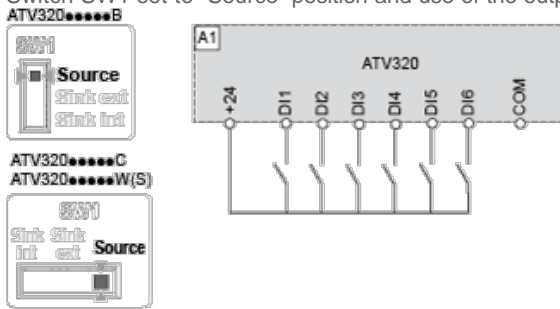 Switch SW1 set to "Source" position and use of the outp
ATV320●●●●●B
SW1
Source
Sink ext
Sink int
ATV320●●●●●C
ATV320●●●●●W(S)
SW1
Sink int
Sink ext
Source
A1
ATV320
+24
DI1
DI2
DI3
DI4
DI5
DI6
COM